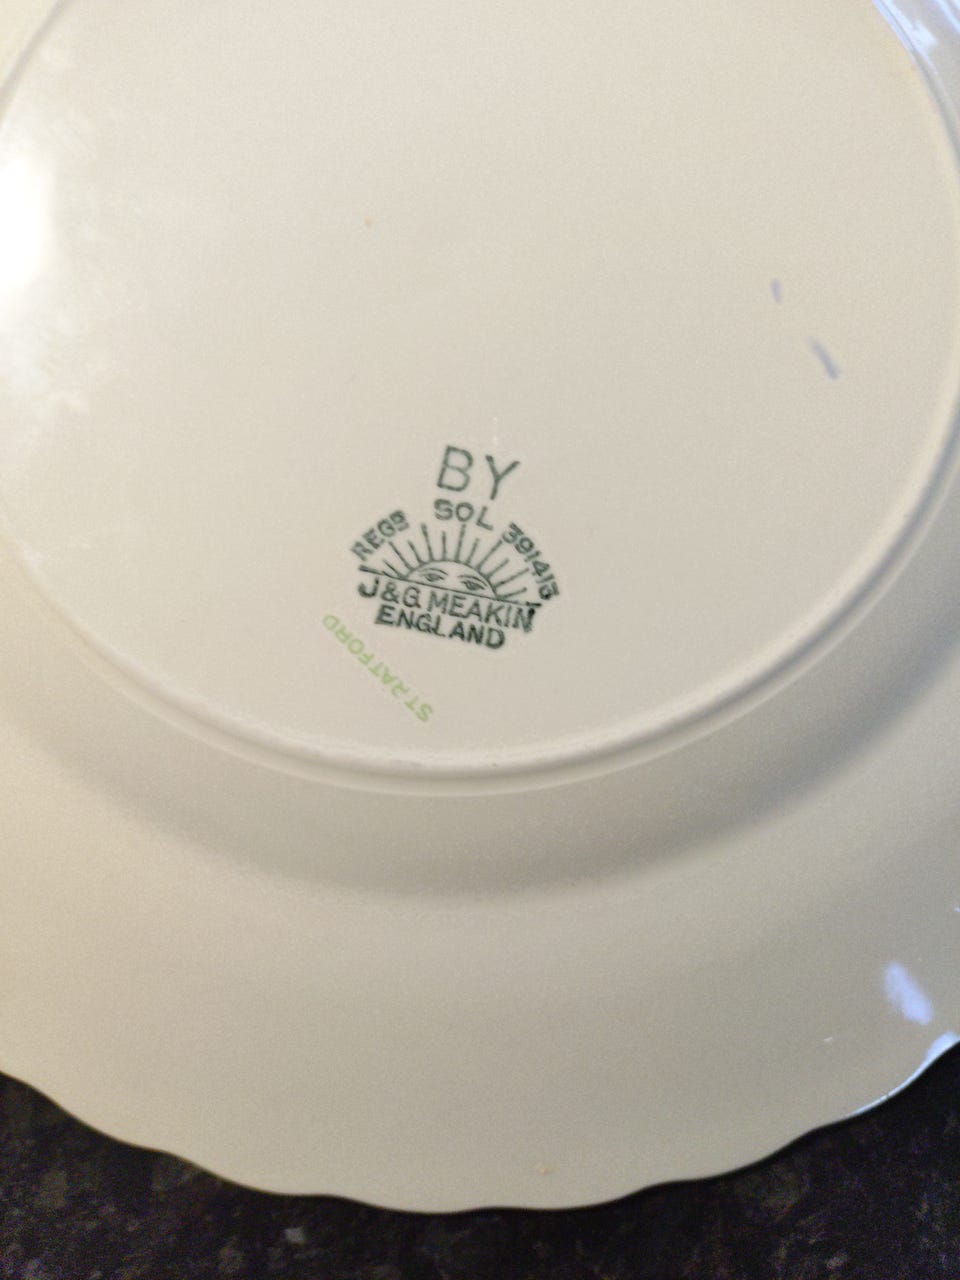 BY
SOL
REGD 391413
J&G. MEAKIN
ENGLAND
STRATFORD